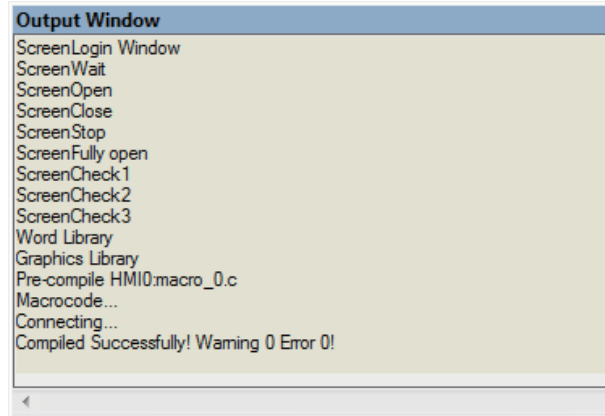 Output Window
ScreenLogin Window
ScreenWait
ScreenOpen
ScreenClose
ScreenStop
ScreenFully open
ScreenCheck1
ScreenCheck2
ScreenCheck3
Word Library
Graphics Library
Pre-compile HMI0:macro_0.c
Macrocode...
Connecting...
Compiled Successfully! Warning 0 Error 0!